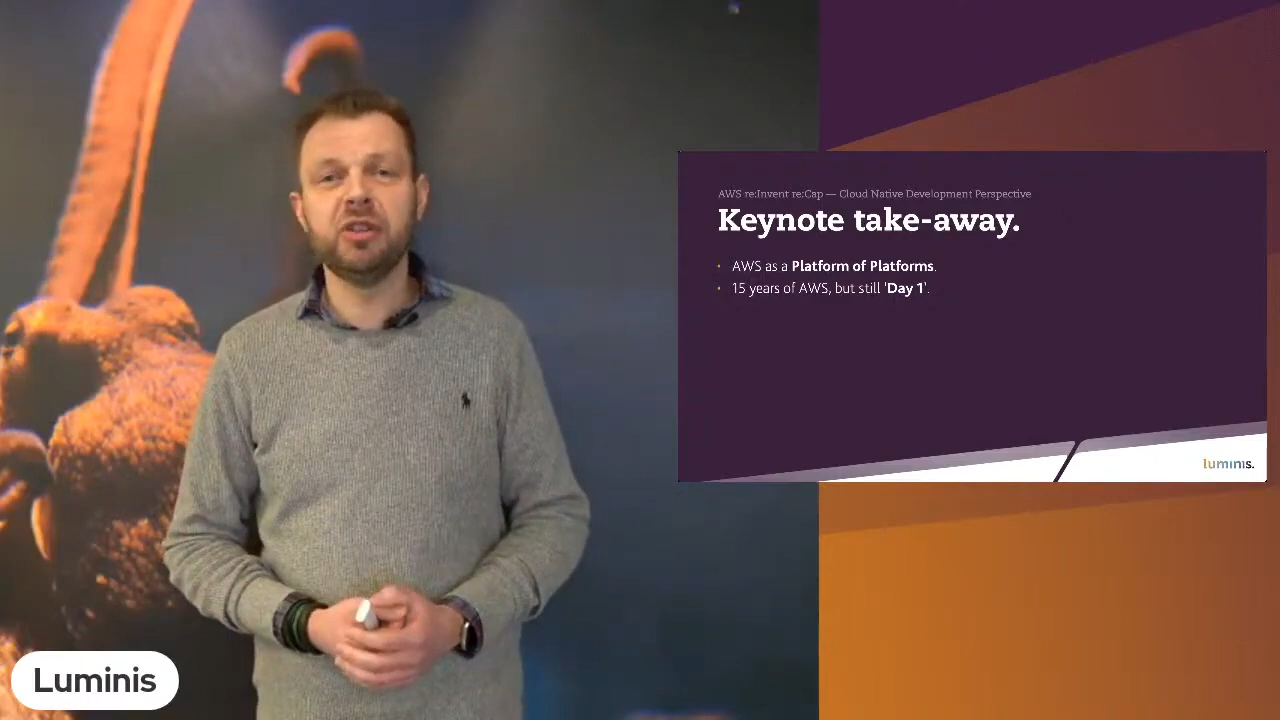 AWS re:Invent re:Cap — Cloud Native Development Perspective
Keynote take-away.
• AWS as a Platform of Platforms.
• 15 years of AWS, but still 'Day 1'.
luminis.
Luminis